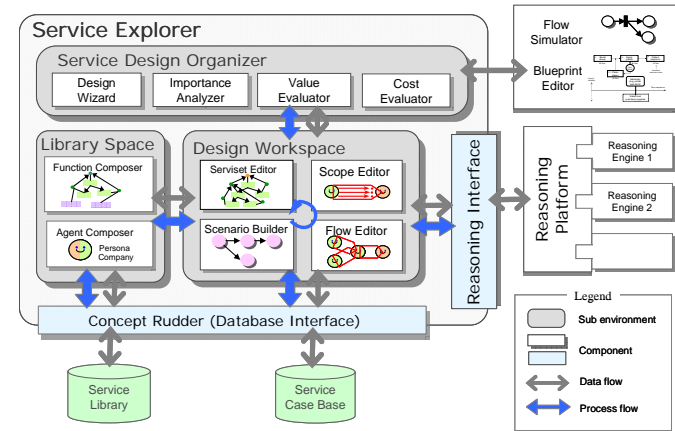 Service Explorer
Service Design Organizer
Design
Wizard
Importance
Analyzer
Value
Evaluator
Cost
Evaluator
Flow
Simulator
Blueprint
Editor
Library Space
Function Composer
Agent Composer
Persona
Company
Design Workspace
Serviset Editor
Scope Editor
Scenario Builder
Flow Editor
Reasoning Interface
Reasoning
Platform
Reasoning
Engine 1
Reasoning
Engine 2
Concept Rudder (Database Interface)
Service
Library
Service
Case Base
Legend
Sub environment
Component
Data flow
Process flow